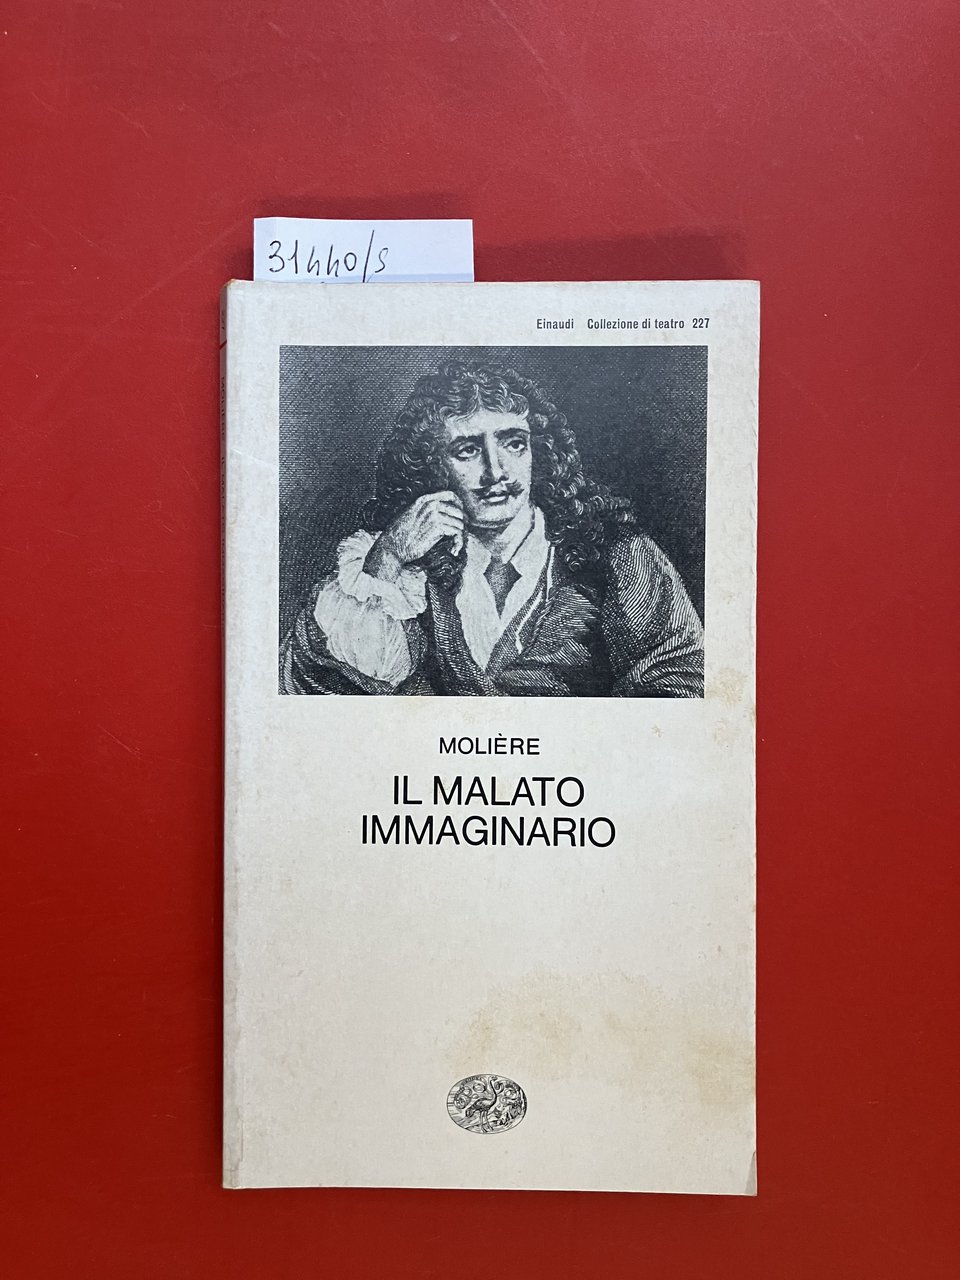 31440/s
Einaudi Collezione di teatro 227
MOLIÈRE
IL MALATO
IMMAGINARIO